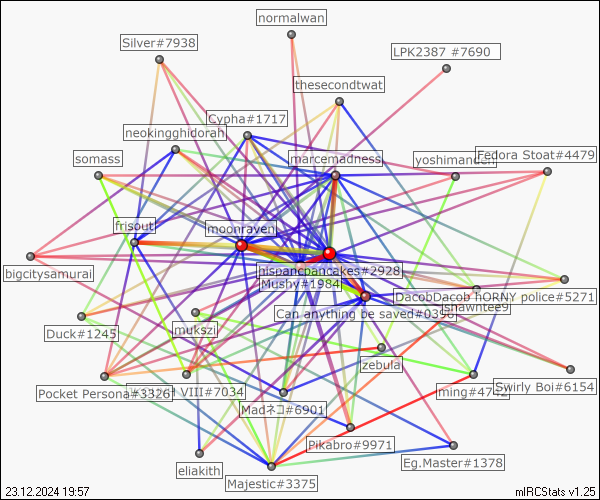 normalwan
Silver#7938
LPK2387 #7690
thesecondtwat
Cypha#1717
neokingghidorah
somass
marcemadness
Fedora Stoat#4479
frisout
moonraven
bigcitysamurai
hispancpancakes#2928
Mushy#1984
DacobDacob HORNY police#5271
Can anything be saved#0390
shawntee9
Duck#1245
mukszi
zebula
Pocket Persona#3326
VIII#7034
ming#4742
Swirly Boi#6154
Madネコ#6901
Pikabro#9971
eliakith
Majestic#3375
Eg.Master#1378
23.12.2024 19:57
mIRCStats v1.25